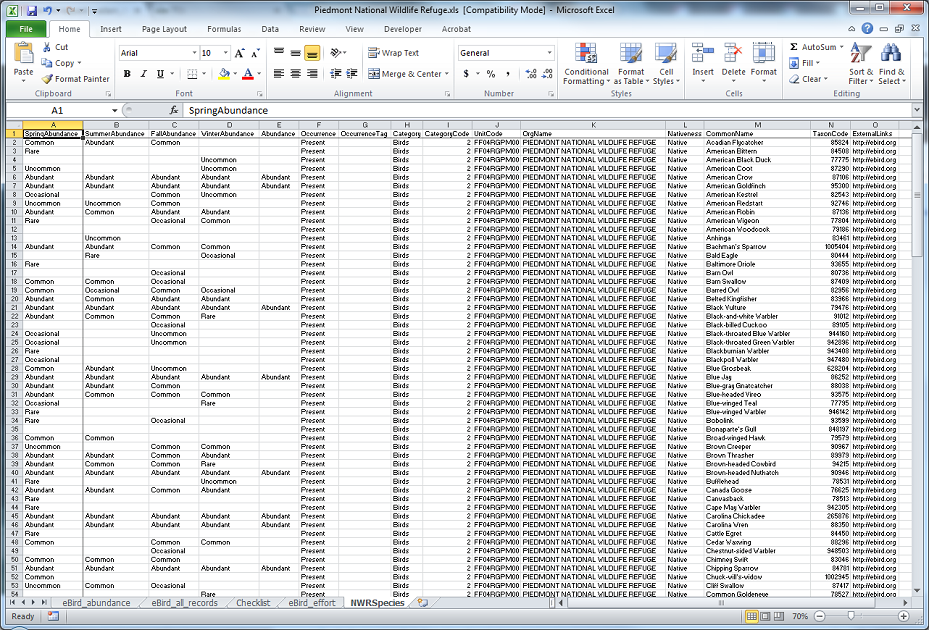 Piedmont National Wildlife Refuge.xls [Compatibility Mode] - Microsoft Excel
File Home Insert Page Layout Formulas Data Review View Developer Acrobat
Paste Cut Copy Format Painter Clipboard
Arial 10 B I U Font
Wrap Text Merge & Center Alignment
General $ % , Number
Conditional Formatting Format as Table Cell Styles Styles
Insert Delete Format Cells
AutoSum Fill Clear Sort & Filter Find & Select Editing
A1 fx SpringAbundance
A B C D E F G H I J K L M N O
1 SpringAbundance SummerAbundance FallAbundance WinterAbundance Abundance Occurrence OccurrenceTag Category CategoryCode UnitCode OrgName Nativeness CommonName TaxonCode ExternalLinks
2 Common Abundant Common Present Birds 2 FF04RGPM00 PIEDMONT NATIONAL WILDLIFE REFUGE Native Acadian Flycatcher 85824 http://ebird.org
3 Rare Present Birds 2 FF04RGPM00 PIEDMONT NATIONAL WILDLIFE REFUGE Native American Bittern 84508 http://ebird.org
4 Uncommon Present Birds 2 FF04RGPM00 PIEDMONT NATIONAL WILDLIFE REFUGE Native American Black Duck 77775 http://ebird.org
5 Uncommon Uncommon Present Birds 2 FF04RGPM00 PIEDMONT NATIONAL WILDLIFE REFUGE Native American Coot 87290 http://ebird.org
6 Abundant Abundant Abundant Abundant Abundant Present Birds 2 FF04RGPM00 PIEDMONT NATIONAL WILDLIFE REFUGE Native American Crow 87106 http://ebird.org
7 Abundant Abundant Abundant Abundant Abundant Present Birds 2 FF04RGPM00 PIEDMONT NATIONAL WILDLIFE REFUGE Native American Goldfinch 95300 http://ebird.org
8 Occasional Common Uncommon Present Birds 2 FF04RGPM00 PIEDMONT NATIONAL WILDLIFE REFUGE Native American Kestrel 82543 http://ebird.org
9 Uncommon Uncommon Common Present Birds 2 FF04RGPM00 PIEDMONT NATIONAL WILDLIFE REFUGE Native American Redstart 92746 http://ebird.org
10 Abundant Common Abundant Abundant Present Birds 2 FF04RGPM00 PIEDMONT NATIONAL WILDLIFE REFUGE Native American Robin 87136 http://ebird.org
11 Rare Occasional Common Present Birds 2 FF04RGPM00 PIEDMONT NATIONAL WILDLIFE REFUGE Native American Wigeon 77804 http://ebird.org
12 Present Birds 2 FF04RGPM00 PIEDMONT NATIONAL WILDLIFE REFUGE Native American Woodcock 79186 http://ebird.org
13 Uncommon Present Birds 2 FF04RGPM00 PIEDMONT NATIONAL WILDLIFE REFUGE Native Anhinga 83461 http://ebird.org
14 Abundant Abundant Common Common Present Birds 2 FF04RGPM00 PIEDMONT NATIONAL WILDLIFE REFUGE Native Bachman's Sparrow 1005404 http://ebird.org
15 Rare Occasional Present Birds 2 FF04RGPM00 PIEDMONT NATIONAL WILDLIFE REFUGE Native Bald Eagle 80444 http://ebird.org
16 Rare Present Birds 2 FF04RGPM00 PIEDMONT NATIONAL WILDLIFE REFUGE Native Baltimore Oriole 93655 http://ebird.org
17 Occasional Present Birds 2 FF04RGPM00 PIEDMONT NATIONAL WILDLIFE REFUGE Native Barn Owl 80736 http://ebird.org
18 Common Common Occasional Present Birds 2 FF04RGPM00 PIEDMONT NATIONAL WILDLIFE REFUGE Native Barn Swallow 87409 http://ebird.org
19 Common Occasional Common Occasional Present Birds 2 FF04RGPM00 PIEDMONT NATIONAL WILDLIFE REFUGE Native Barred Owl 82956 http://ebird.org
20 Abundant Common Abundant Abundant Present Birds 2 FF04RGPM00 PIEDMONT NATIONAL WILDLIFE REFUGE Native Belted Kingfisher 83966 http://ebird.org
21 Abundant Abundant Abundant Abundant Abundant Present Birds 2 FF04RGPM00 PIEDMONT NATIONAL WILDLIFE REFUGE Native Black Vulture 79476 http://ebird.org
22 Abundant Common Common Rare Present Birds 2 FF04RGPM00 PIEDMONT NATIONAL WILDLIFE REFUGE Native Black-and-white Warbler 91012 http://ebird.org
23 Occasional Present Birds 2 FF04RGPM00 PIEDMONT NATIONAL WILDLIFE REFUGE Native Black-billed Cuckoo 89105 http://ebird.org
24 Occasional Uncommon Present Birds 2 FF04RGPM00 PIEDMONT NATIONAL WILDLIFE REFUGE Native Black-throated Blue Warbler 944160 http://ebird.org
25 Occasional Uncommon Present Birds 2 FF04RGPM00 PIEDMONT NATIONAL WILDLIFE REFUGE Native Black-throated Green Warbler 942896 http://ebird.org
26 Rare Present Birds 2 FF04RGPM00 PIEDMONT NATIONAL WILDLIFE REFUGE Native Blackburnian Warbler 943408 http://ebird.org
27 Occasional Present Birds 2 FF04RGPM00 PIEDMONT NATIONAL WILDLIFE REFUGE Native Blackpoll Warbler 947480 http://ebird.org
28 Common Abundant Uncommon Present Birds 2 FF04RGPM00 PIEDMONT NATIONAL WILDLIFE REFUGE Native Blue Grosbeak 628204 http://ebird.org
29 Abundant Abundant Abundant Abundant Abundant Present Birds 2 FF04RGPM00 PIEDMONT NATIONAL WILDLIFE REFUGE Native Blue Jay 86252 http://ebird.org
30 Abundant Abundant Common Present Birds 2 FF04RGPM00 PIEDMONT NATIONAL WILDLIFE REFUGE Native Blue-gray Gnatcatcher 88038 http://ebird.org
31 Abundant Common Common Common Present Birds 2 FF04RGPM00 PIEDMONT NATIONAL WILDLIFE REFUGE Native Blue-headed Vireo 93575 http://ebird.org
32 Occasional Rare Present Birds 2 FF04RGPM00 PIEDMONT NATIONAL WILDLIFE REFUGE Native Blue-winged Teal 77795 http://ebird.org
33 Rare Present Birds 2 FF04RGPM00 PIEDMONT NATIONAL WILDLIFE REFUGE Native Blue-winged Warbler 946142 http://ebird.org
34 Rare Occasional Present Birds 2 FF04RGPM00 PIEDMONT NATIONAL WILDLIFE REFUGE Native Bobolink 93599 http://ebird.org
35 Present Birds 2 FF04RGPM00 PIEDMONT NATIONAL WILDLIFE REFUGE Native Bonaparte's Gull 848197 http://ebird.org
36 Common Common Present Birds 2 FF04RGPM00 PIEDMONT NATIONAL WILDLIFE REFUGE Native Broad-winged Hawk 79579 http://ebird.org
37 Uncommon Common Common Present Birds 2 FF04RGPM00 PIEDMONT NATIONAL WILDLIFE REFUGE Native Brown Creeper 90967 http://ebird.org
38 Abundant Abundant Common Abundant Present Birds 2 FF04RGPM00 PIEDMONT NATIONAL WILDLIFE REFUGE Native Brown Thrasher 89979 http://ebird.org
39 Abundant Common Common Rare Present Birds 2 FF04RGPM00 PIEDMONT NATIONAL WILDLIFE REFUGE Native Brown-headed Cowbird 94215 http://ebird.org
40 Abundant Abundant Abundant Abundant Abundant Present Birds 2 FF04RGPM00 PIEDMONT NATIONAL WILDLIFE REFUGE Native Brown-headed Nuthatch 90946 http://ebird.org
41 Rare Uncommon Present Birds 2 FF04RGPM00 PIEDMONT NATIONAL WILDLIFE REFUGE Native Bufflehead 78531 http://ebird.org
42 Abundant Abundant Common Abundant Present Birds 2 FF04RGPM00 PIEDMONT NATIONAL WILDLIFE REFUGE Native Canada Goose 76625 http://ebird.org
43 Rare Present Birds 2 FF04RGPM00 PIEDMONT NATIONAL WILDLIFE REFUGE Native Canvasback 78513 http://ebird.org
44 Rare Present Birds 2 FF04RGPM00 PIEDMONT NATIONAL WILDLIFE REFUGE Native Cape May Warbler 942305 http://ebird.org
45 Abundant Abundant Abundant Abundant Abundant Present Birds 2 FF04RGPM00 PIEDMONT NATIONAL WILDLIFE REFUGE Native Carolina Chickadee 265876 http://ebird.org
46 Abundant Abundant Abundant Abundant Abundant Present Birds 2 FF04RGPM00 PIEDMONT NATIONAL WILDLIFE REFUGE Native Carolina Wren 88350 http://ebird.org
47 Rare Present Birds 2 FF04RGPM00 PIEDMONT NATIONAL WILDLIFE REFUGE Native Cattle Egret 84450 http://ebird.org
48 Common Common Common Present Birds 2 FF04RGPM00 PIEDMONT NATIONAL WILDLIFE REFUGE Native Cedar Waxwing 88296 http://ebird.org
49 Occasional Present Birds 2 FF04RGPM00 PIEDMONT NATIONAL WILDLIFE REFUGE Native Chestnut-sided Warbler 948503 http://ebird.org
50 Common Common Common Present Birds 2 FF04RGPM00 PIEDMONT NATIONAL WILDLIFE REFUGE Native Chimney Swift 83046 http://ebird.org
51 Abundant Abundant Abundant Abundant Abundant Present Birds 2 FF04RGPM00 PIEDMONT NATIONAL WILDLIFE REFUGE Native Chipping Sparrow 84781 http://ebird.org
52 Common Present Birds 2 FF04RGPM00 PIEDMONT NATIONAL WILDLIFE REFUGE Native Chuck-will's-widow 1002945 http://ebird.org
53 Uncommon Common Occasional Present Birds 2 FF04RGPM00 PIEDMONT NATIONAL WILDLIFE REFUGE Native Cliff Swallow 87417 http://ebird.org
54 Rare Present Birds 2 FF04RGPM00 PIEDMONT NATIONAL WILDLIFE REFUGE Native Common Goldeneye 78527 http://ebird.org
eBird_abundance eBird_all_records Checklist eBird_effort NWRSpecies
Ready 70%